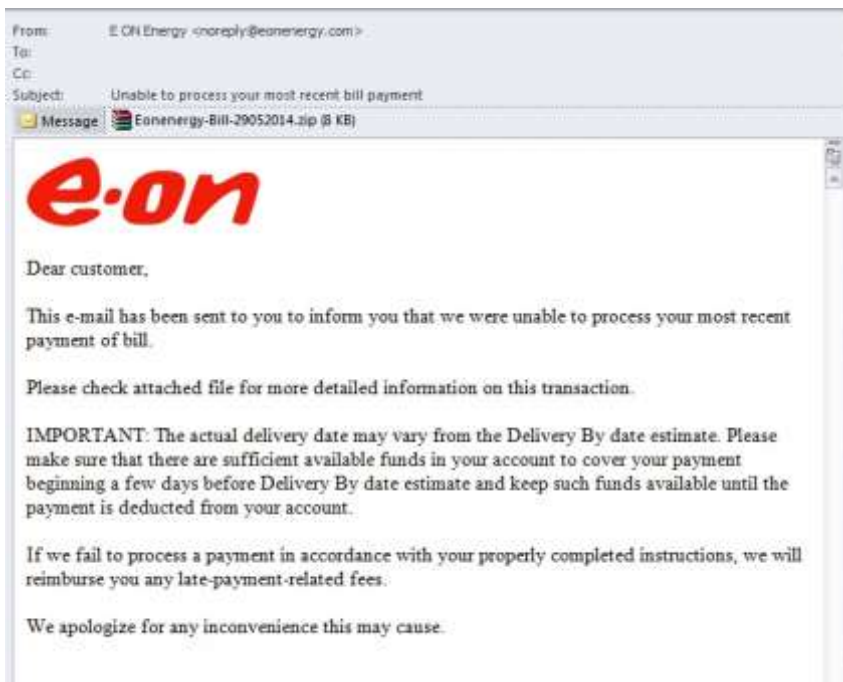 From: E ON Energy <noreply@eonenergy.com>
To:
Cc:
Subject: Unable to process your most recent bill payment
Message Eonenergy-Bill-29052014.zip (8 KB)
e·on
Dear customer,
This e-mail has been sent to you to inform you that we were unable to process your most recent
payment of bill.
Please check attached file for more detailed information on this transaction.
IMPORTANT: The actual delivery date may vary from the Delivery By date estimate. Please
make sure that there are sufficient available funds in your account to cover your payment
beginning a few days before Delivery By date estimate and keep such funds available until the
payment is deducted from your account.
If we fail to process a payment in accordance with your properly completed instructions, we will
reimburse you any late-payment-related fees.
We apologize for any inconvenience this may cause.